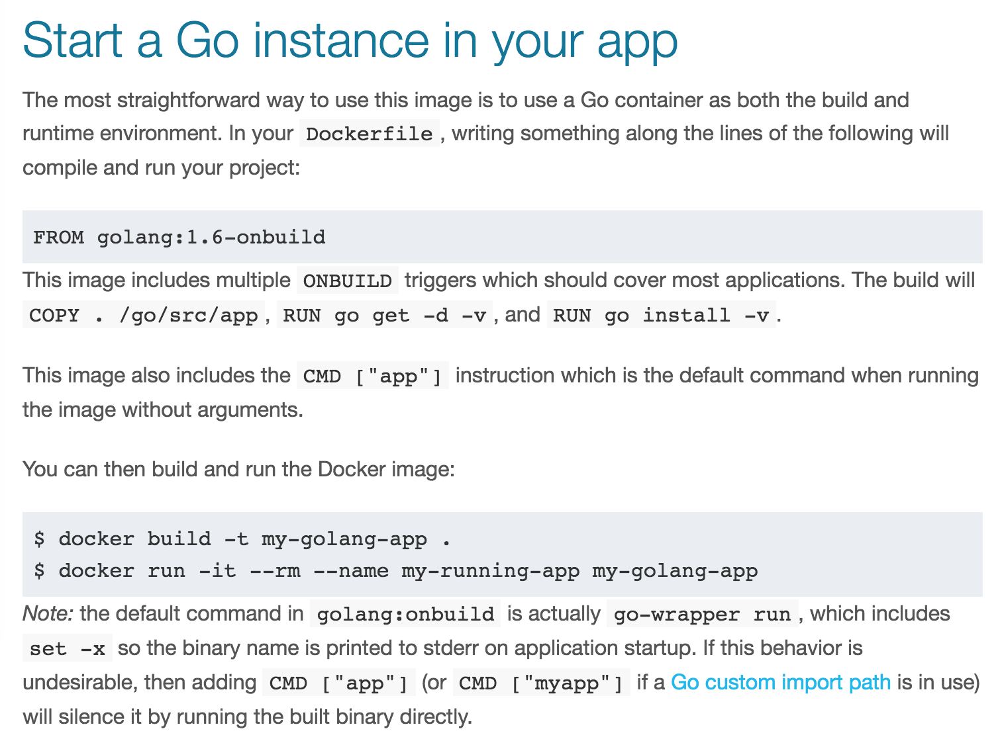 Start a Go instance in your app
The most straightforward way to use this image is to use a Go container as both the build and
runtime environment. In your Dockerfile , writing something along the lines of the following will
compile and run your project:
FROM golang:1.6-onbuild
This image includes multiple ONBUILD triggers which should cover most applications. The build will
COPY . /go/src/app , RUN go get -d -v , and RUN go install -v .
This image also includes the CMD ["app"] instruction which is the default command when running
the image without arguments.
You can then build and run the Docker image:
$ docker build -t my-golang-app .
$ docker run -it --rm --name my-running-app my-golang-app
Note: the default command in golang:onbuild is actually go-wrapper run , which includes
set -x so the binary name is printed to stderr on application startup. If this behavior is
undesirable, then adding CMD ["app"] (or CMD ["myapp"] if a Go custom import path is in use)
will silence it by running the built binary directly.